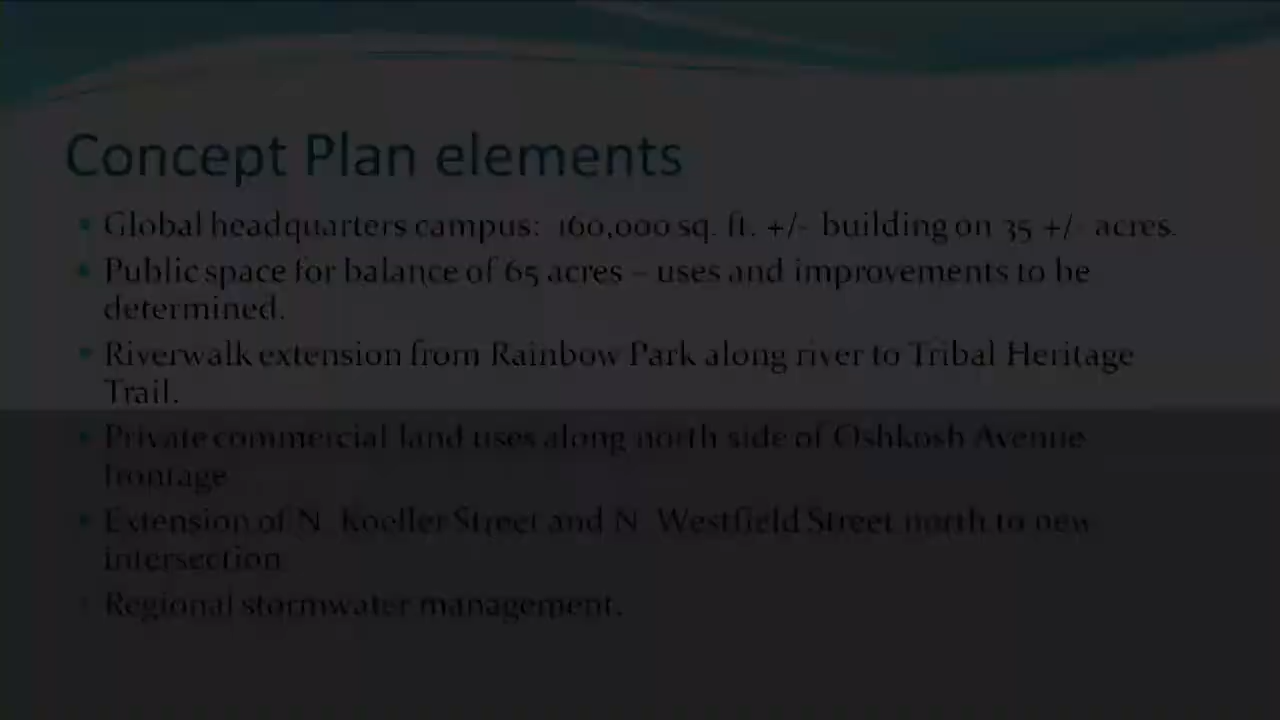 Concept Plan elements
• Global headquarters campus: 160,000 sq. ft. +/- building on 35 +/- acres.
• Public space for balance of 65 acres – uses and improvements to be
determined.
• Riverwalk extension from Rainbow Park along river to Tribal Heritage
Trail.
• Private commercial land uses along north side of Oshkosh Avenue
frontage
• Extension of N. Koeller Street and N. Westfield Street north to new
intersection
• Regional stormwater management.